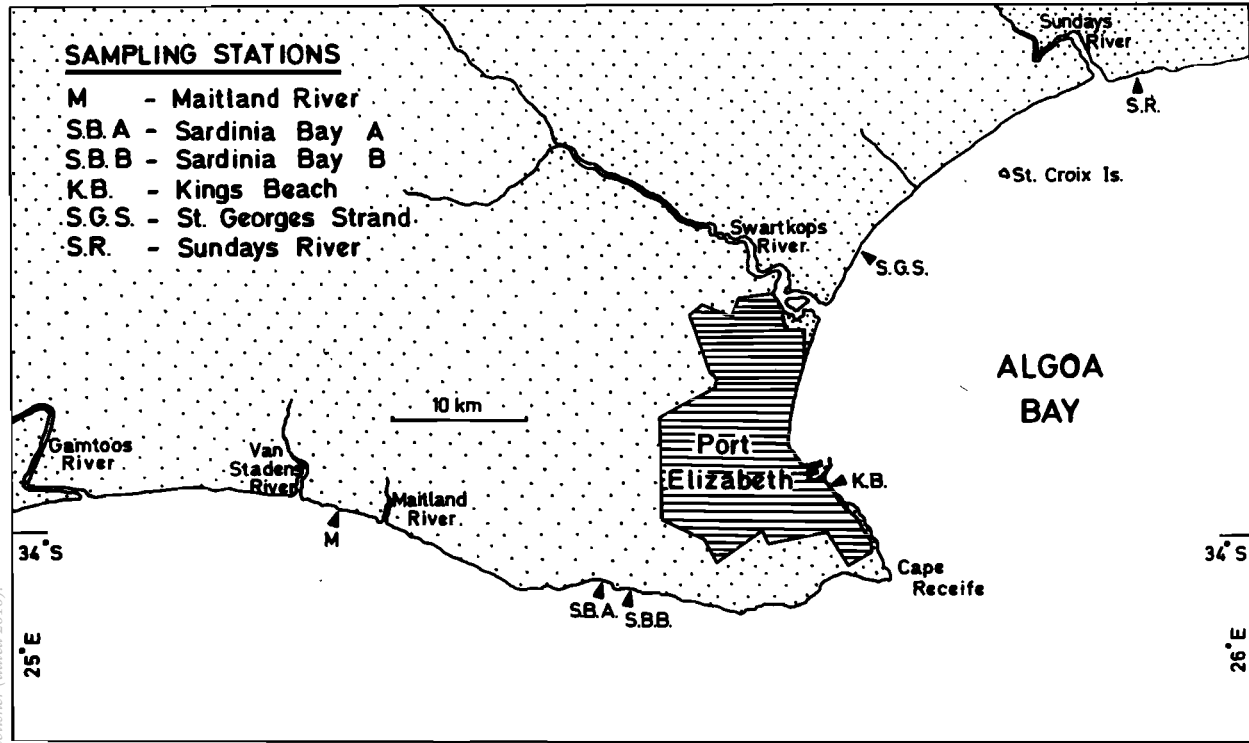 SAMPLING STATIONS
M - Maitland River
S.B.A - Sardinia Bay A
S.B.B - Sardinia Bay B
K.B. - Kings Beach
S.G.S. - St. Georges Strand
S.R. - Sundays River
Sundays
River
S.R.
St. Croix Is.
Swartkops
River
S.G.S.
ALGOA
BAY
10 km
Gamtoos
River
Van
Stadens
River
Maitland
River
M
Port
Elizabeth
K.B.
34°S
34°S
Cape
Receife
S.B.A.
S.B.B.
25°E
26°E